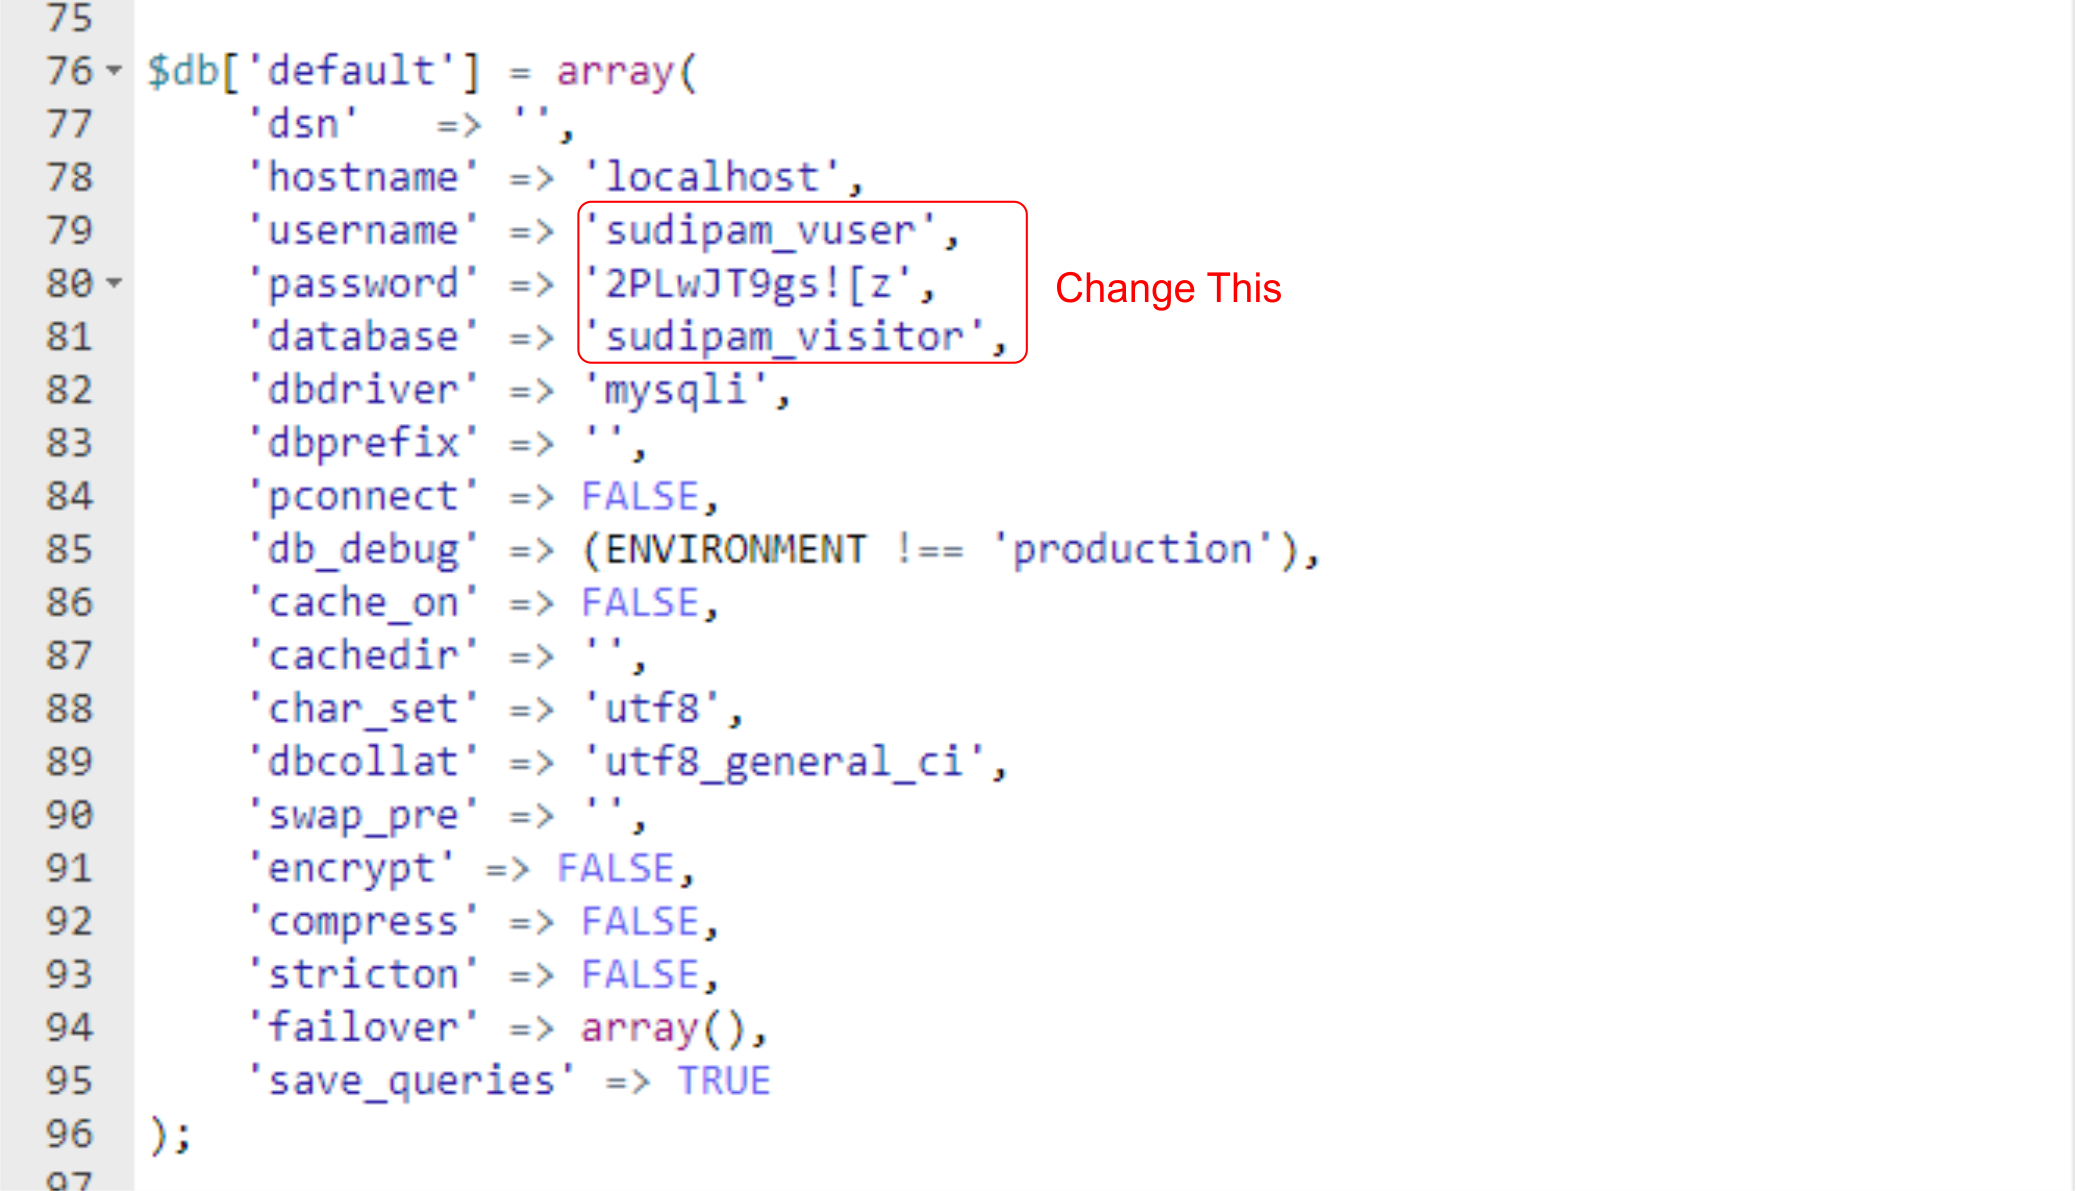 75
76 $db['default'] = array(
77 'dsn' => '',
78 'hostname' => 'localhost',
79 'username' => 'sudipam_vuser',
80 'password' => '2PLwJT9gs![z',
Change This
81 'database' => 'sudipam_visitor',
82 'dbdriver' => 'mysqli',
83 'dbprefix' => '',
84 'pconnect' => FALSE,
85 'db_debug' => (ENVIRONMENT !== 'production'),
86 'cache_on' => FALSE,
87 'cachedir' => '',
88 'char_set' => 'utf8',
89 'dbcollat' => 'utf8_general_ci',
90 'swap_pre' => '',
91 'encrypt' => FALSE,
92 'compress' => FALSE,
93 'stricton' => FALSE,
94 'failover' => array(),
95 'save_queries' => TRUE
96 );
97